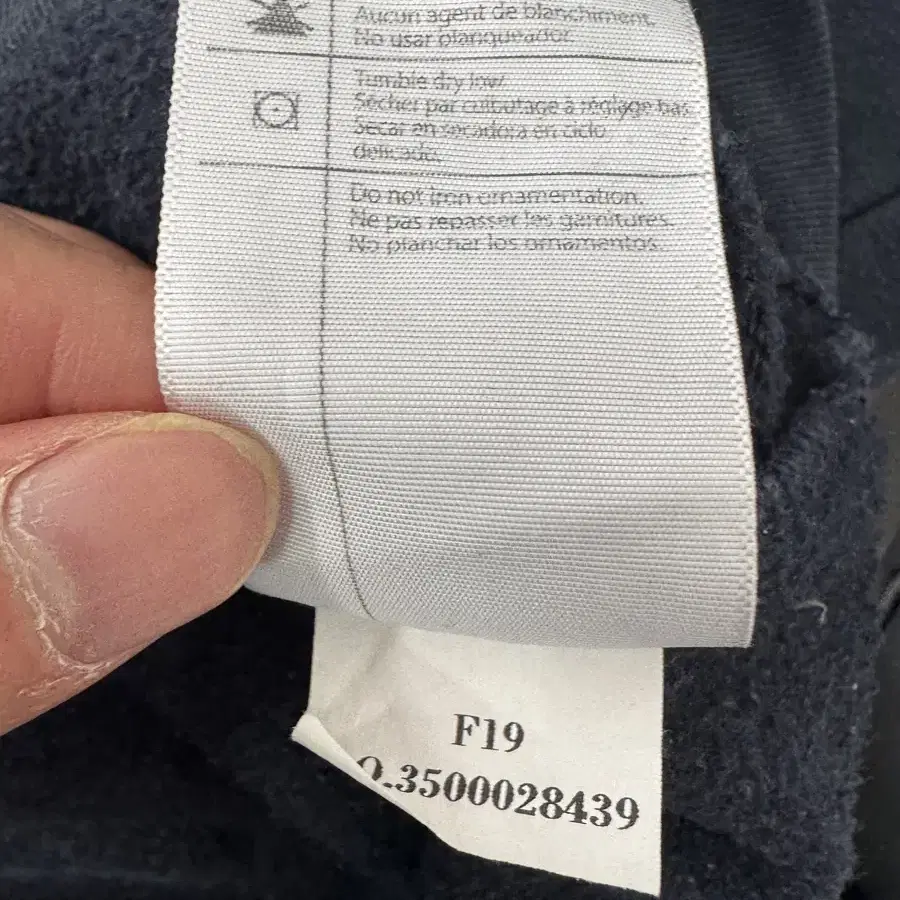 Aucun agent de blanchiment.
No usar blanqueador.
Tumble dry low.
Sécher par culbutage à réglage bas.
Secar en secadora en ciclo
delicado.
Do not iron ornamentation.
Ne pas repasser les garnitures.
No planchar los ornamentos.
F19
O.3500028439